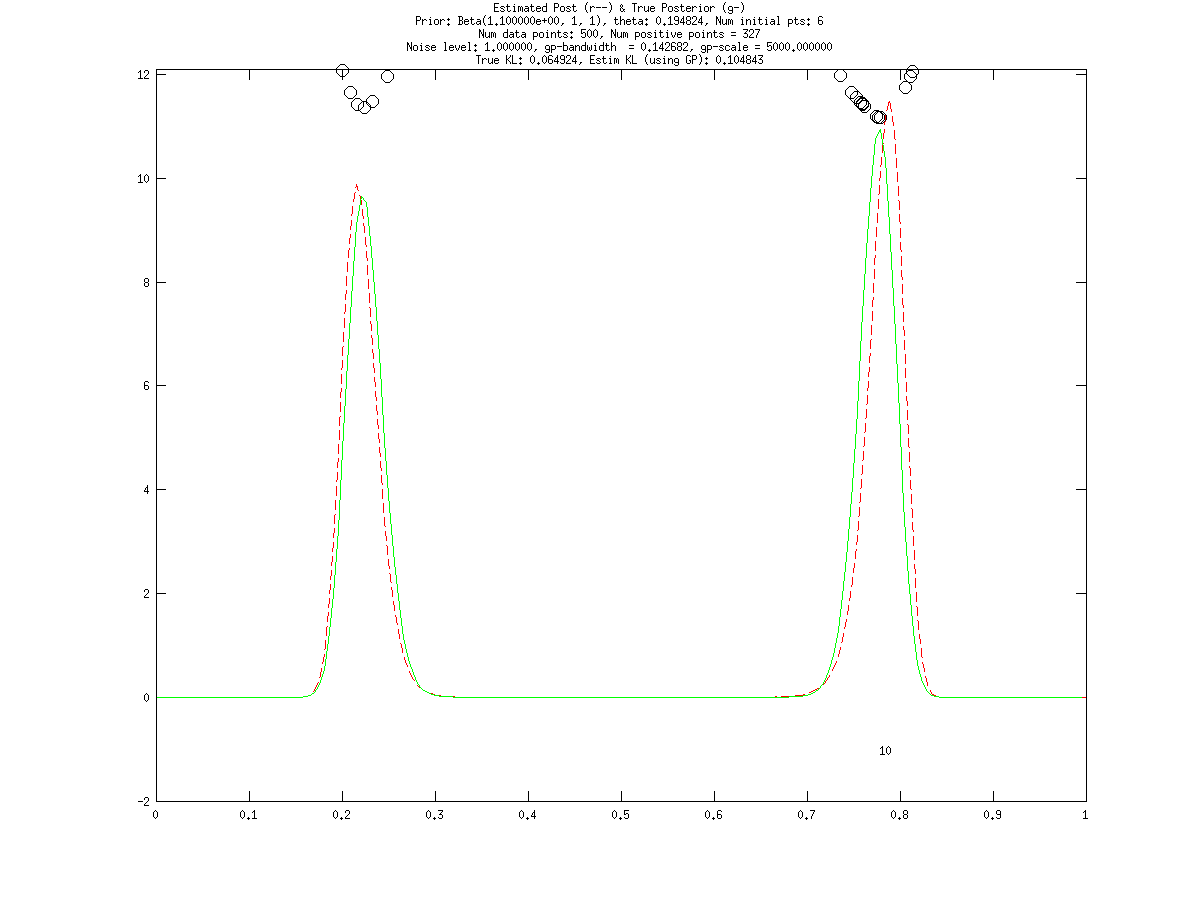 Estimated Post (r--) & True Posterior (g-)
Prior: Beta(1.100000e+00, 1, 1), theta: 0.194824, Num initial pts: 6
Num data points: 500, Num positive points = 327
Noise level: 1.000000, gp-bandwidth  = 0.142682, gp-scale = 5000.000000
True KL: 0.064924, Estim KL (using GP): 0.104843
12
10
8
6
4
2
0
10
-2
0 0.1 0.2 0.3 0.4 0.5 0.6 0.7 0.8 0.9 1